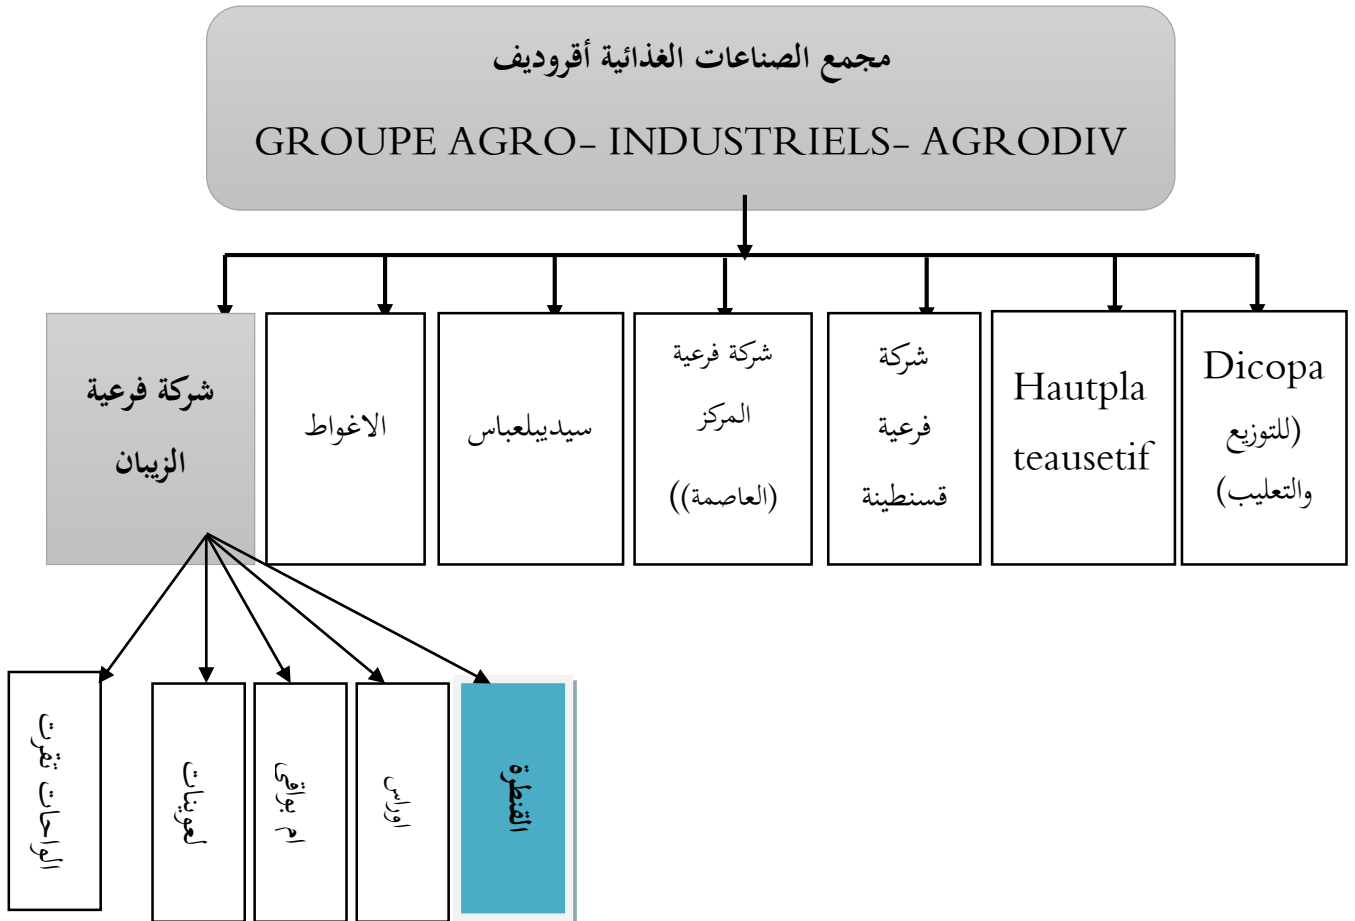 مجمع الصناعات الغذائية أقروديف
GROUPE AGRO- INDUSTRIELS- AGRODIV
Dicopa
(للتوزيع
والتعليب)
Hautpla
teausetif
شركة
فرعية
قسنطينة
شركة فرعية
المركز
(العاصمة))
سيديبلعباس
الاغواط
شركة فرعية
الزيبان
القنطرة
اوراس
ام بواقي
لعوينات
الواحات تقرت